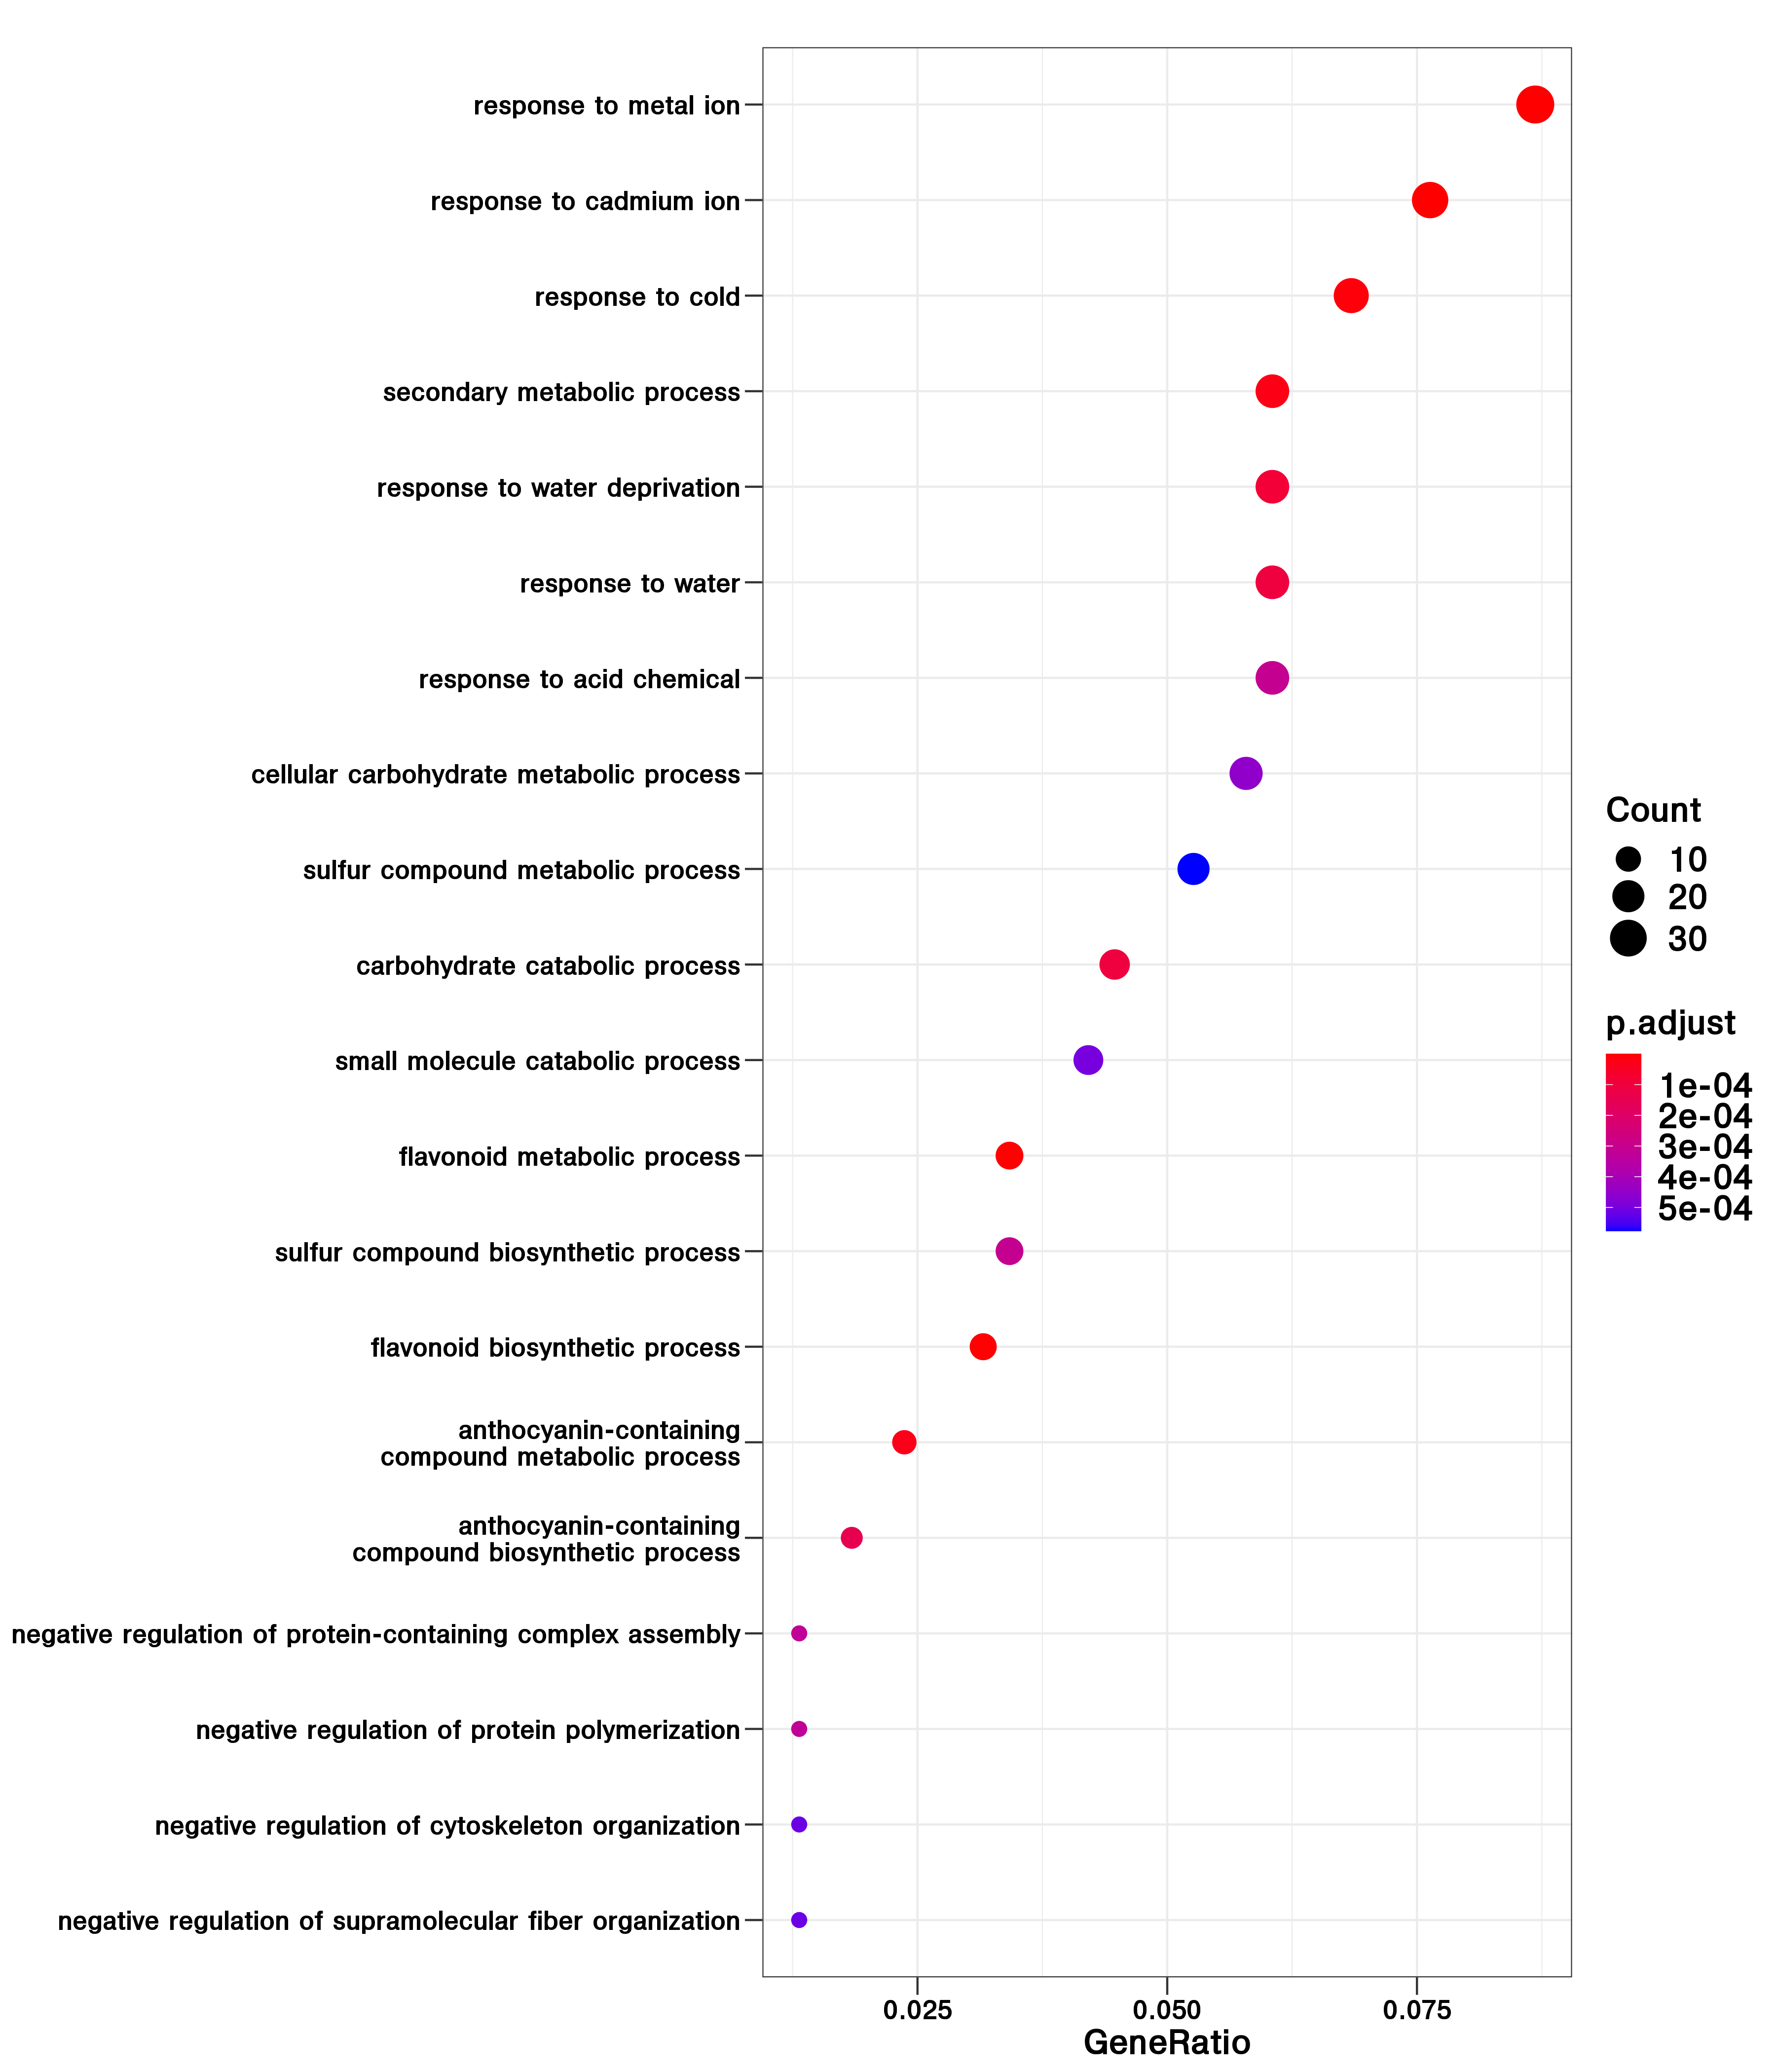 response to metal ion
response to cadmium ion
response to cold
secondary metabolic process
response to water deprivation
response to water
response to acid chemical
cellular carbohydrate metabolic process
sulfur compound metabolic process
carbohydrate catabolic process
small molecule catabolic process
flavonoid metabolic process
sulfur compound biosynthetic process
flavonoid biosynthetic process
anthocyanin-containing
compound metabolic process
anthocyanin-containing
compound biosynthetic process
negative regulation of protein-containing complex assembly
negative regulation of protein polymerization
negative regulation of cytoskeleton organization
negative regulation of supramolecular fiber organization
0.025 0.050 0.075
GeneRatio
Count
10
20
30
p.adjust
1e-04
2e-04
3e-04
4e-04
5e-04